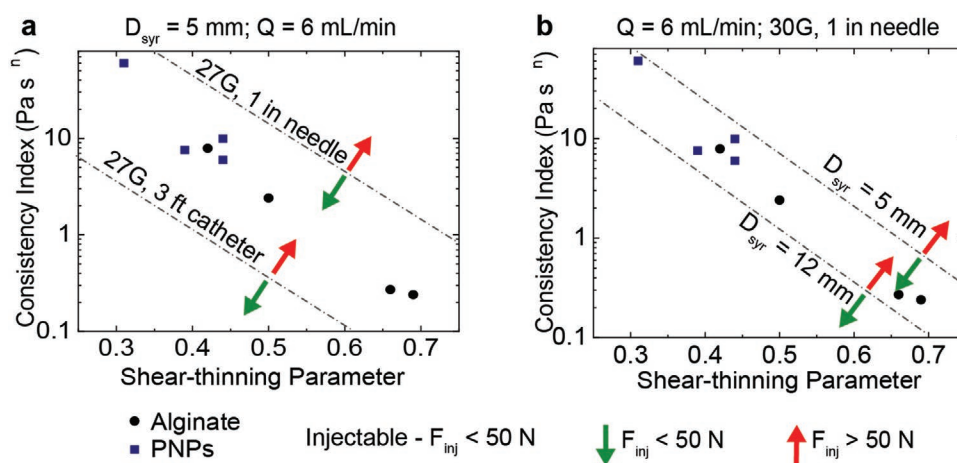 a
D_syr = 5 mm; Q = 6 mL/min
Consistency Index (Pa s^n)
10
1
0.1
27G, 1 in needle
27G, 3 ft catheter
0.3 0.4 0.5 0.6 0.7
Shear-thinning Parameter
b
Q = 6 mL/min; 30G, 1 in needle
Consistency Index (Pa s^n)
10
1
0.1
D_syr = 5 mm
D_syr = 12 mm
0.3 0.4 0.5 0.6 0.7
Shear-thinning Parameter
Alginate
PNPs
Injectable - F_inj < 50 N
F_inj < 50 N
F_inj > 50 N